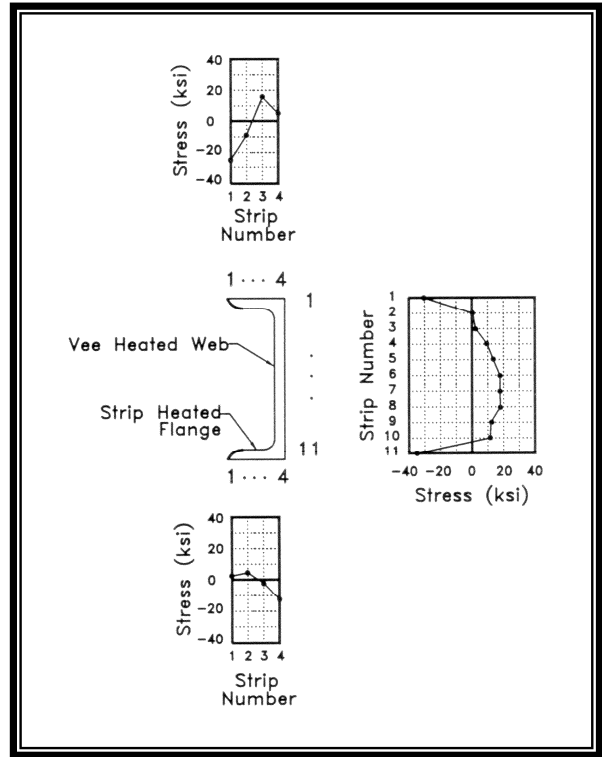 Stress (ksi)
40
20
0
-20
-40
1 2 3 4
Strip
Number
1 ··· 4
1
·
·
·
11
Vee Heated Web
Strip Heated
Flange
1 ··· 4
Strip Number
1
2
3
4
5
6
7
8
9
10
11
-40 -20 0 20 40
Stress (ksi)
Stress (ksi)
40
20
0
-20
-40
1 2 3 4
Strip
Number